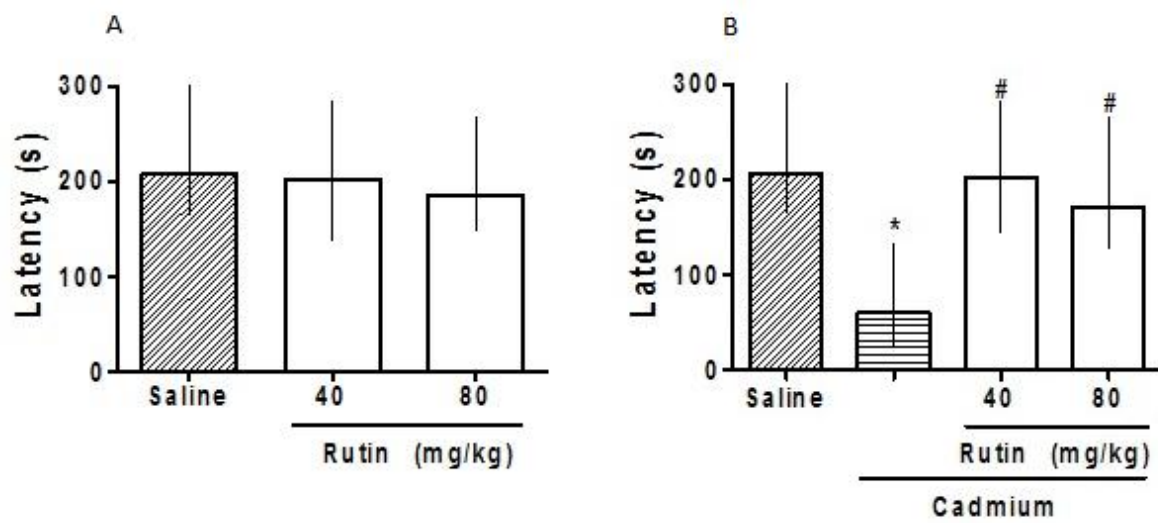 A
Latency (s)
300
200
100
0
Saline 40 80
Rutin (mg/kg)
B
Latency (s)
300
200
100
0
* # #
Saline 40 80
Rutin (mg/kg)
Cadmium